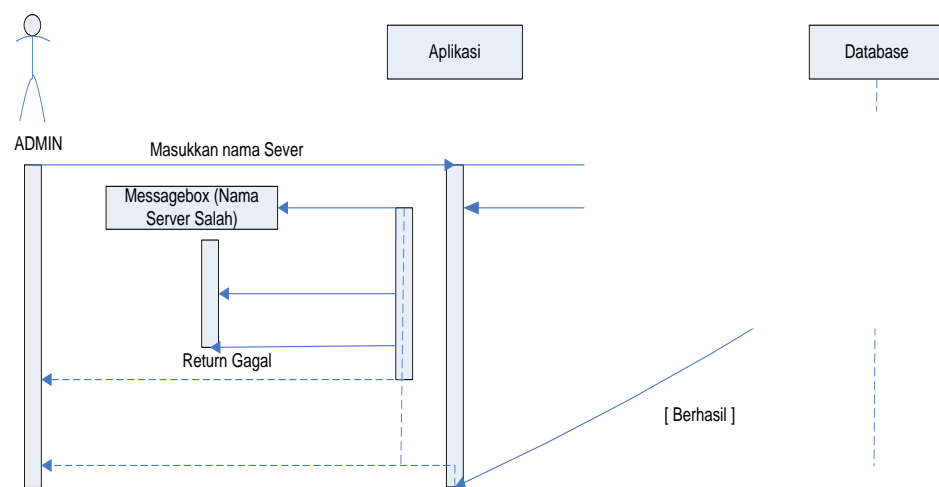 Aplikasi
Database
ADMIN
Masukkan nama Sever
Messagebox (Nama
Server Salah)
Return Gagal
[ Berhasil ]